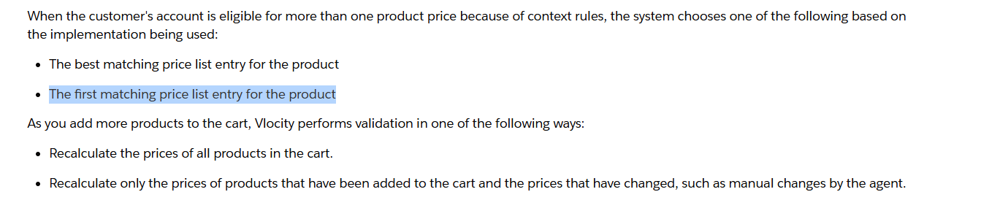 When the customer's account is eligible for more than one product price because of context rules, the system chooses one of the following based on
the implementation being used:
• The best matching price list entry for the product
• The first matching price list entry for the product
As you add more products to the cart, Vlocity performs validation in one of the following ways:
• Recalculate the prices of all products in the cart.
• Recalculate only the prices of products that have been added to the cart and the prices that have changed, such as manual changes by the agent.